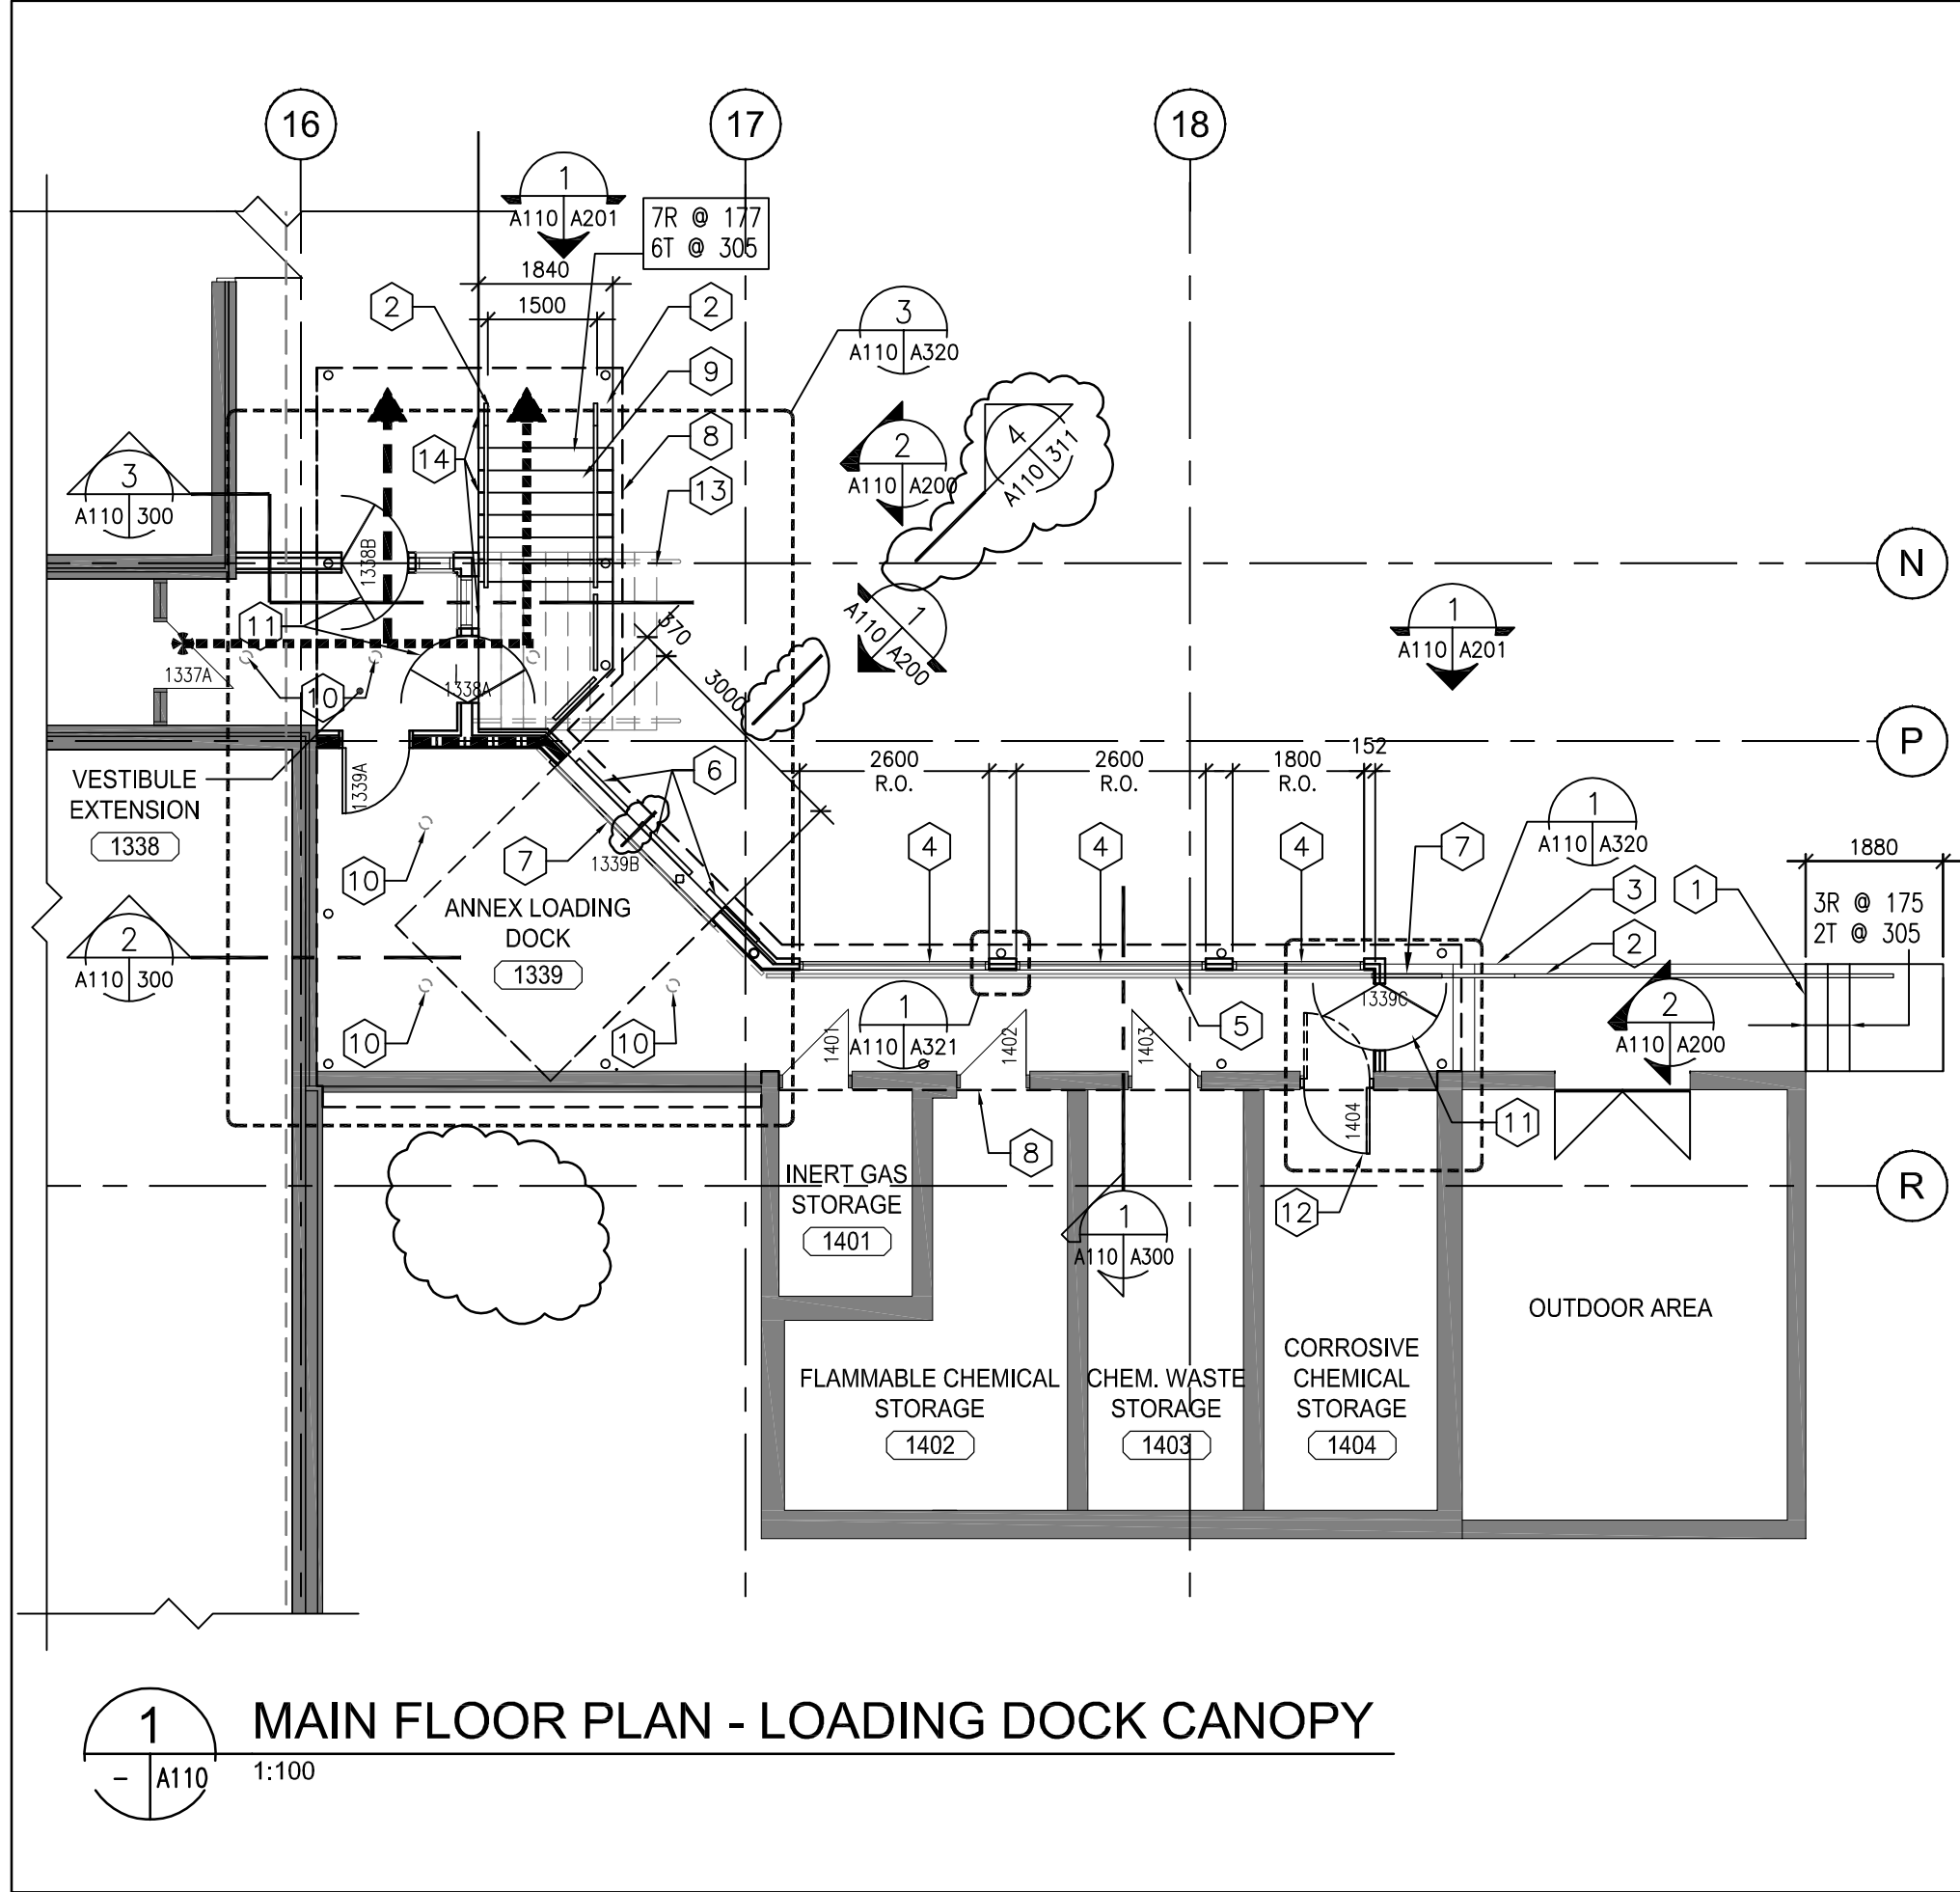 16
17
18
1
A110 A201
7R @ 177
6T @ 305
1840
1500
2
2
3
A110 A320
9
8
14
13
2
A110 A200
4
A110 311
3
A110 300
N
1338B
11
1
A110 A200
1
A110 A201
370
3000
1337A
10
1338A
P
VESTIBULE
EXTENSION
1338
1339A
6
2600
R.O.
2600
R.O.
1800
R.O.
152
1
A110 A320
1880
7
1339B
4
4
4
7
3
1
3R @ 175
2T @ 305
10
ANNEX LOADING
DOCK
1339
2
2
A110 300
1339C
2
A110 A200
10
10
1401
1
A110 A321
1402
1403
5
1404
11
8
INERT GAS
STORAGE
1401
12
R
1
A110 A300
OUTDOOR AREA
FLAMMABLE CHEMICAL
STORAGE
1402
CHEM. WASTE
STORAGE
1403
CORROSIVE
CHEMICAL
STORAGE
1404
1
- A110
MAIN FLOOR PLAN - LOADING DOCK CANOPY
1:100